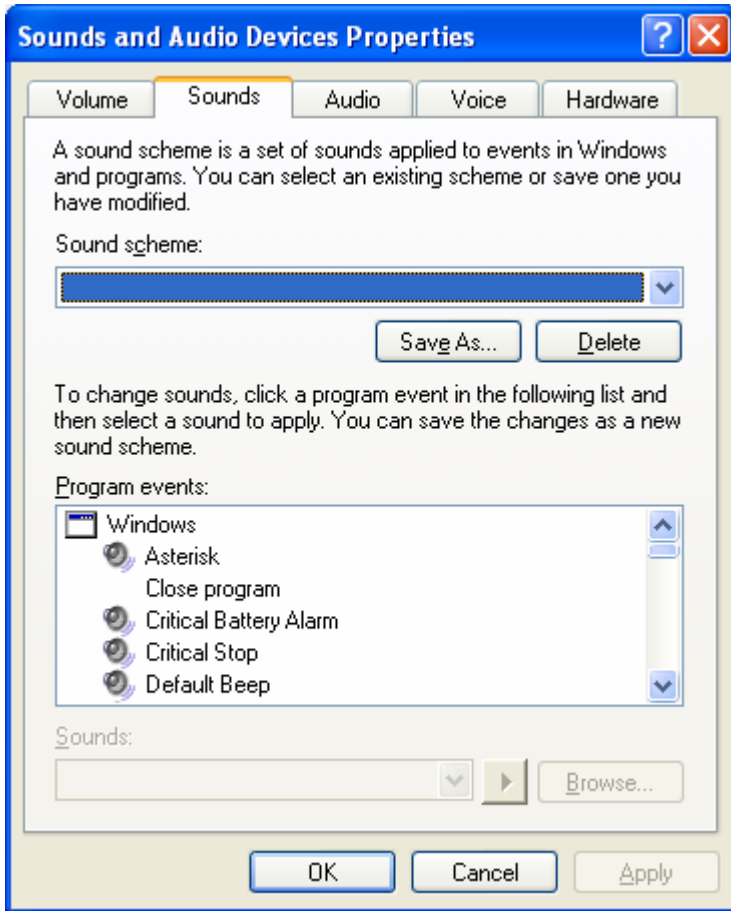 Sounds and Audio Devices Properties
?
Volume Sounds Audio Voice Hardware
A sound scheme is a set of sounds applied to events in Windows
and programs. You can select an existing scheme or save one you
have modified.
Sound scheme:
Save As... Delete
To change sounds, click a program event in the following list and
then select a sound to apply. You can save the changes as a new
sound scheme.
Program events:
Windows
Asterisk
Close program
Critical Battery Alarm
Critical Stop
Default Beep
Sounds:
Browse...
OK Cancel Apply